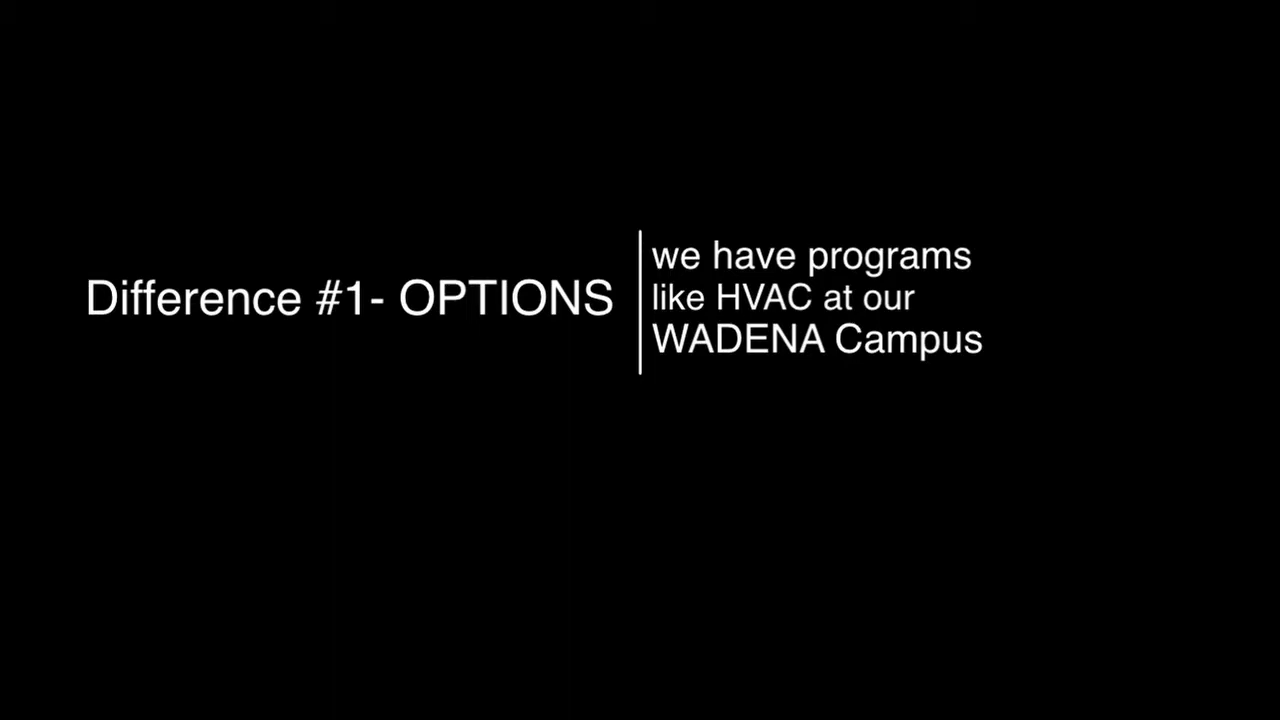 Difference #1- OPTIONS
we have programs
like HVAC at our
WADENA Campus